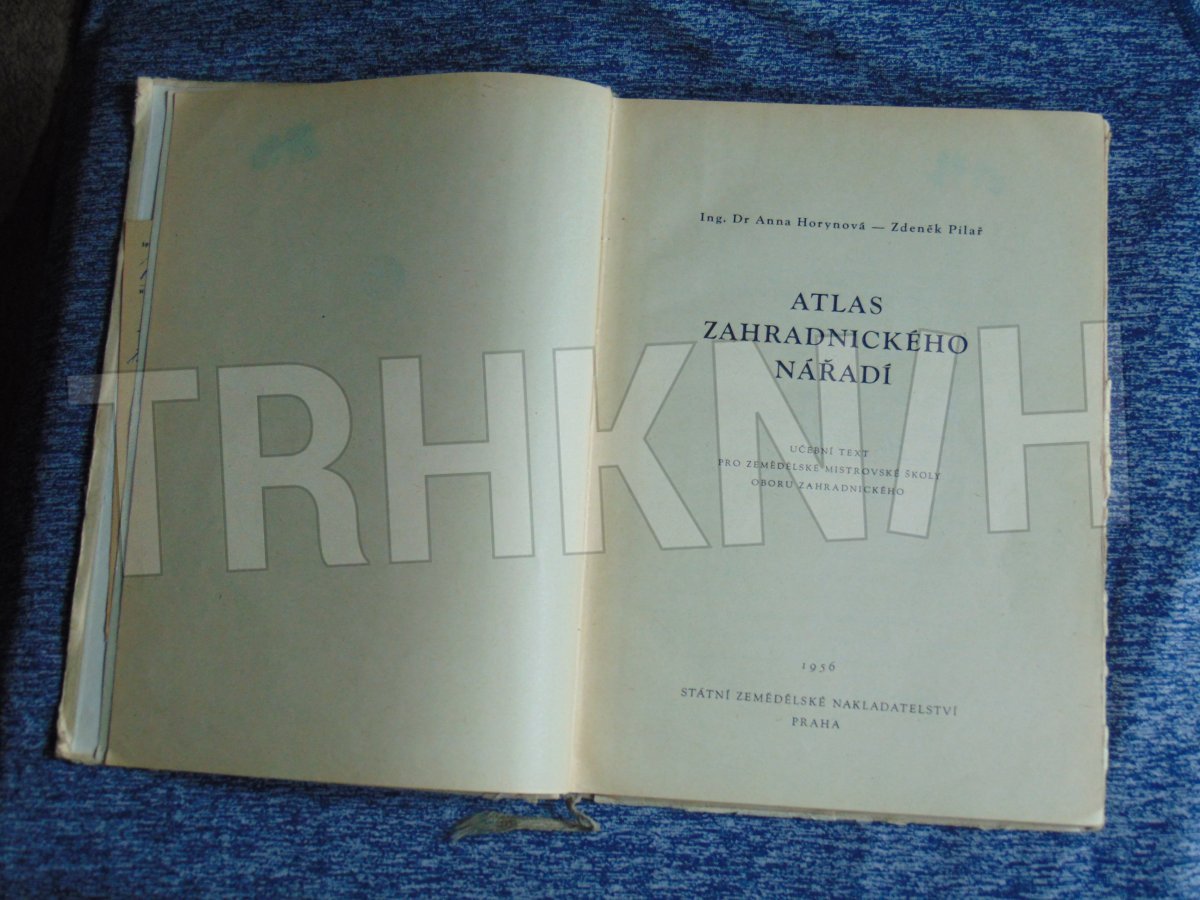 Ing. Dr Anna Horynová — Zdeněk Pilař
ATLAS
ZAHRADNICKÉHO
NÁŘADÍ
UČEBNÍ TEXT
PRO ZEMĚDĚLSKÉ MISTROVSKÉ ŠKOLY
OBORU ZAHRADNICKÉHO
TRHKNIH
1956
STÁTNÍ ZEMĚDĚLSKÉ NAKLADATELSTVÍ
PRAHA